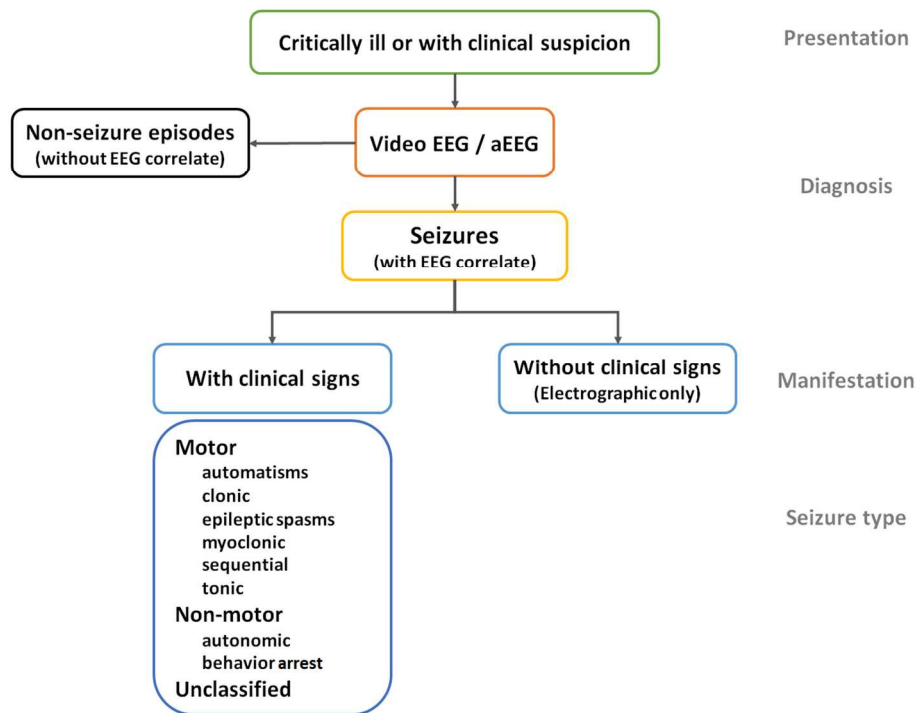 Critically ill or with clinical suspicion
Presentation
Non-seizure episodes
(without EEG correlate)
Video EEG / aEEG
Diagnosis
Seizures
(with EEG correlate)
With clinical signs
Without clinical signs
(Electrographic only)
Manifestation
Motor
automatisms
clonic
epileptic spasms
myoclonic
sequential
tonic
Non-motor
autonomic
behavior arrest
Unclassified
Seizure type